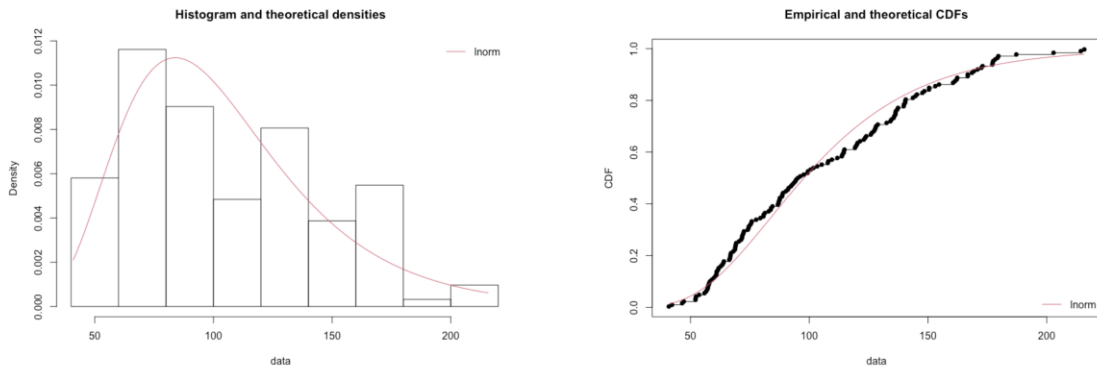 Histogram and theoretical densities
lnorm
Density
0.000
0.002
0.004
0.006
0.008
0.010
0.012
50
100
150
200
data
Empirical and theoretical CDFs
lnorm
CDF
0.0
0.2
0.4
0.6
0.8
1.0
50
100
150
200
data